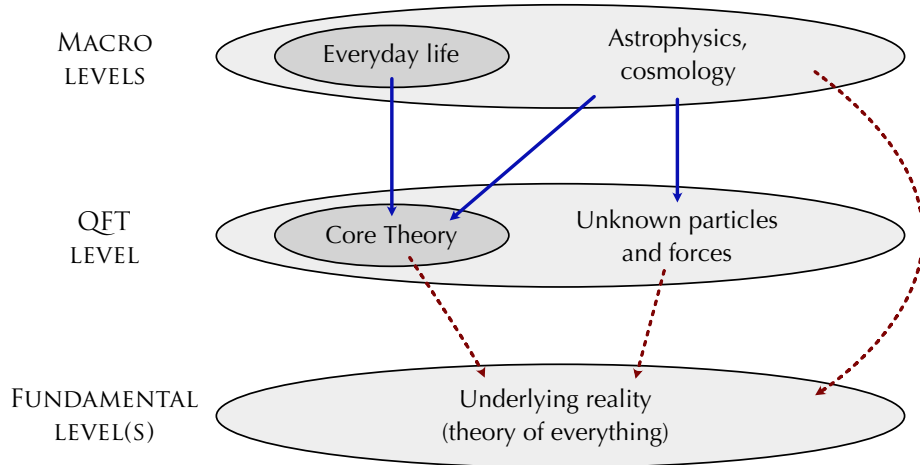 MACRO
LEVELS
Everyday life
Astrophysics,
cosmology
QFT
LEVEL
Core Theory
Unknown particles
and forces
FUNDAMENTAL
LEVEL(S)
Underlying reality
(theory of everything)